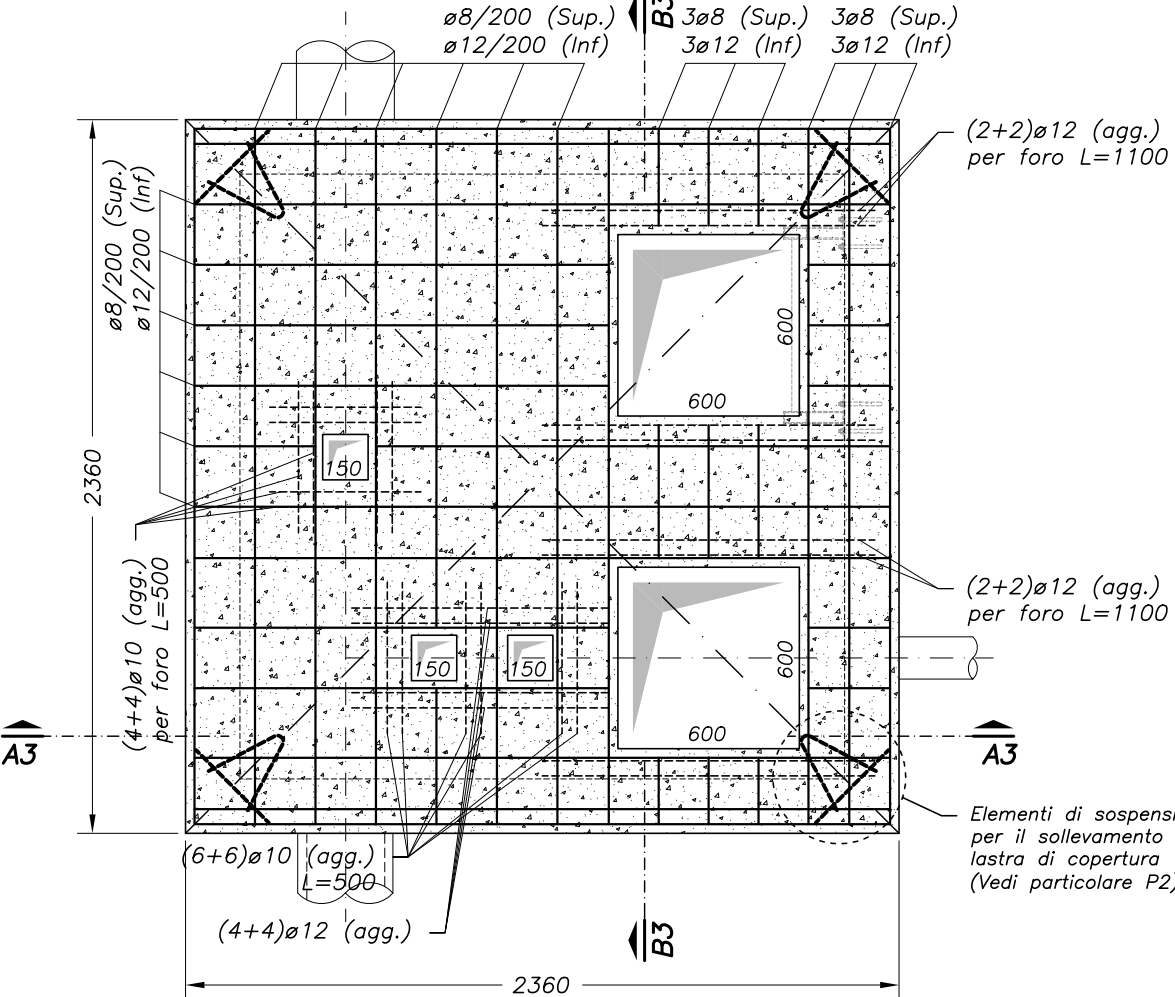 ø8/200 (Sup.)
ø12/200 (Inf)
B3
3ø8 (Sup.)
3ø12 (Inf)
3ø8 (Sup.)
3ø12 (Inf)
(2+2)ø12 (agg.)
per foro L=1100
ø8/200 (Sup.)
ø12/200 (Inf)
600
600
2360
150
(4+4)ø10 (agg.)
per foro L=500
(2+2)ø12 (agg.)
per foro L=1100
150
150
600
600
A3
A3
Elementi di sospensi
per il sollevamento
lastra di copertura
(Vedi particolare P2)
(6+6)ø10 (agg.)
L=500
(4+4)ø12 (agg.)
B3
2360